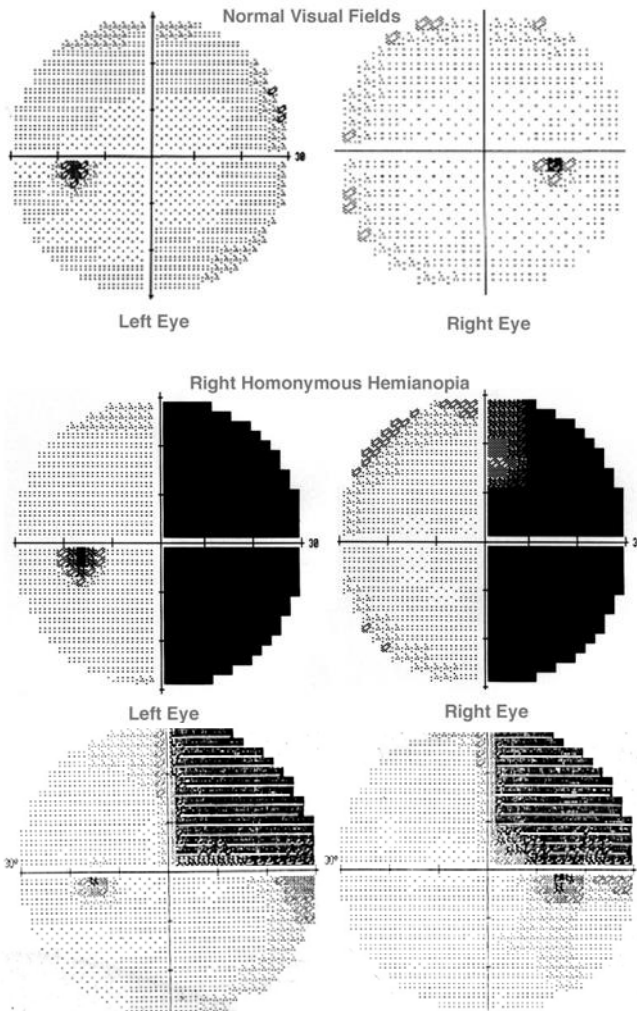 Normal Visual Fields
30
Left Eye
Right Eye
Right Homonymous Hemianopia
30
3
Left Eye
Right Eye
30°
30°